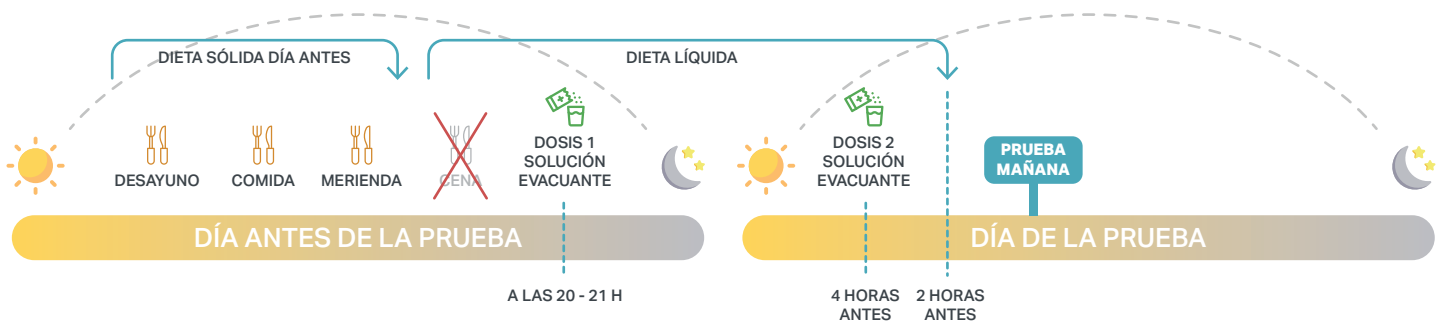 DIETA SÓLIDA DÍA ANTES
DIETA LÍQUIDA
DESAYUNO
COMIDA
MERIENDA
CENA
DOSIS 1
SOLUCIÓN
EVACUANTE
DOSIS 2
SOLUCIÓN
EVACUANTE
PRUEBA
MAÑANA
DÍA ANTES DE LA PRUEBA
DÍA DE LA PRUEBA
A LAS 20 - 21 H
4 HORAS
ANTES
2 HORAS
ANTES